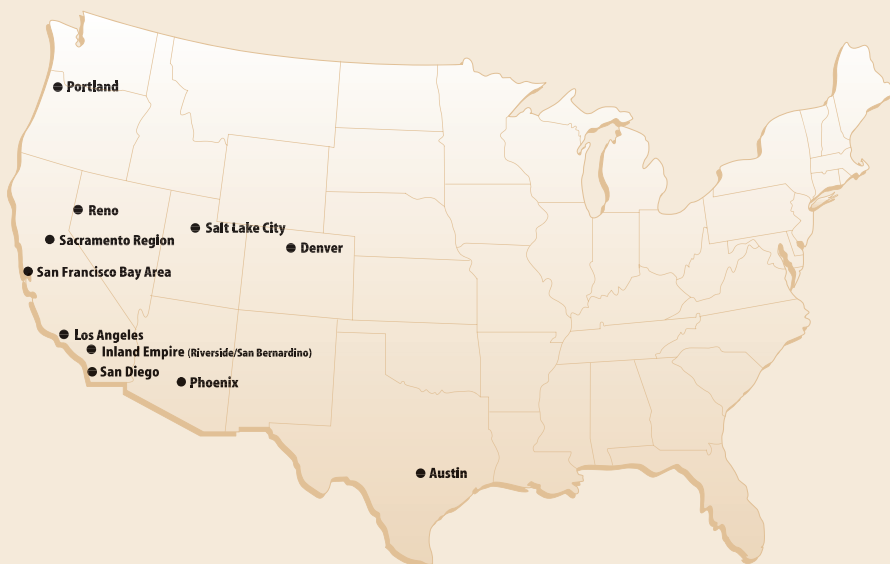 Portland
Reno
Salt Lake City
Sacramento Region
Denver
San Francisco Bay Area
Los Angeles
Inland Empire (Riverside/San Bernardino)
San Diego
Phoenix
Austin